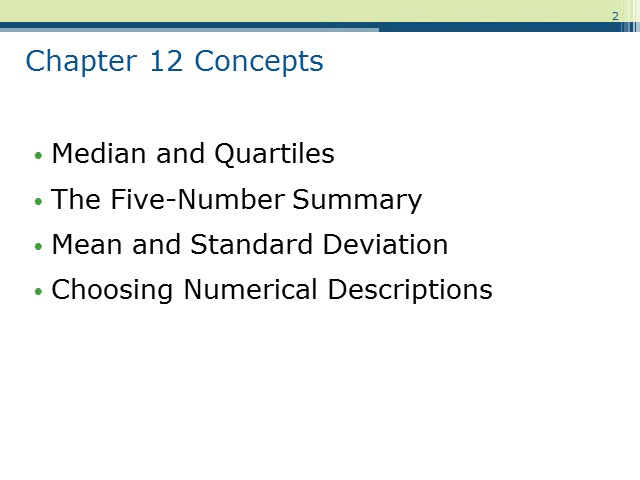 2
Chapter 12 Concepts
• Median and Quartiles
• The Five-Number Summary
• Mean and Standard Deviation
• Choosing Numerical Descriptions